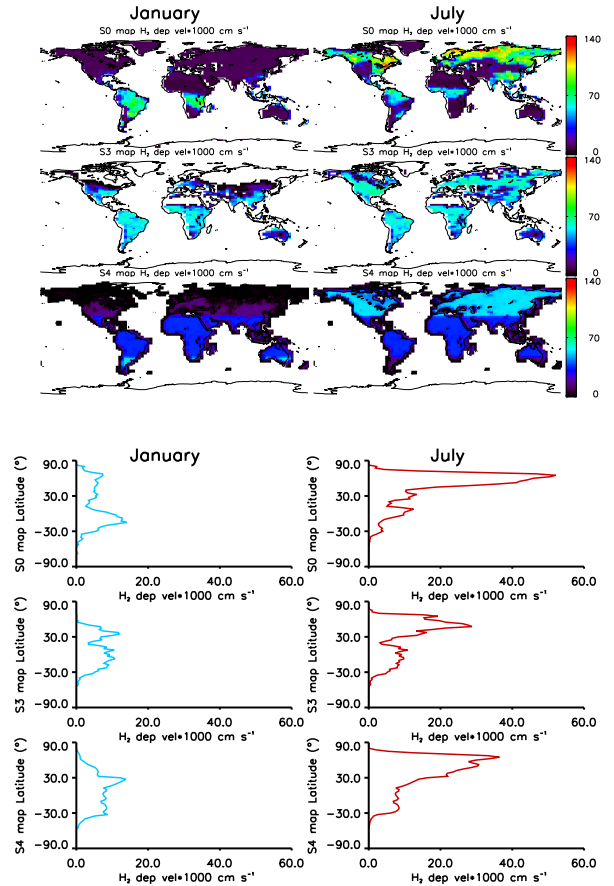 January July
S0 map H₂ dep vel*1000 cm s⁻¹ S0 map H₂ dep vel*1000 cm s⁻¹
140
70
0
S3 map H₂ dep vel*1000 cm s⁻¹ S3 map H₂ dep vel*1000 cm s⁻¹
140
70
0
S4 map H₂ dep vel*1000 cm s⁻¹ S4 map H₂ dep vel*1000 cm s⁻¹
140
70
0
January July
S0 map Latitude (°) S0 map Latitude (°)
90.0 90.0
30.0 30.0
-30.0 -30.0
-90.0 -90.0
0.0 20.0 40.0 60.0 0.0 20.0 40.0 60.0
H₂ dep vel*1000 cm s⁻¹ H₂ dep vel*1000 cm s⁻¹
S3 map Latitude (°) S3 map Latitude (°)
90.0 90.0
30.0 30.0
-30.0 -30.0
-90.0 -90.0
0.0 20.0 40.0 60.0 0.0 20.0 40.0 60.0
H₂ dep vel*1000 cm s⁻¹ H₂ dep vel*1000 cm s⁻¹
S4 map Latitude (°) S4 map Latitude (°)
90.0 90.0
30.0 30.0
-30.0 -30.0
-90.0 -90.0
0.0 20.0 40.0 60.0 0.0 20.0 40.0 60.0
H₂ dep vel*1000 cm s⁻¹ H₂ dep vel*1000 cm s⁻¹